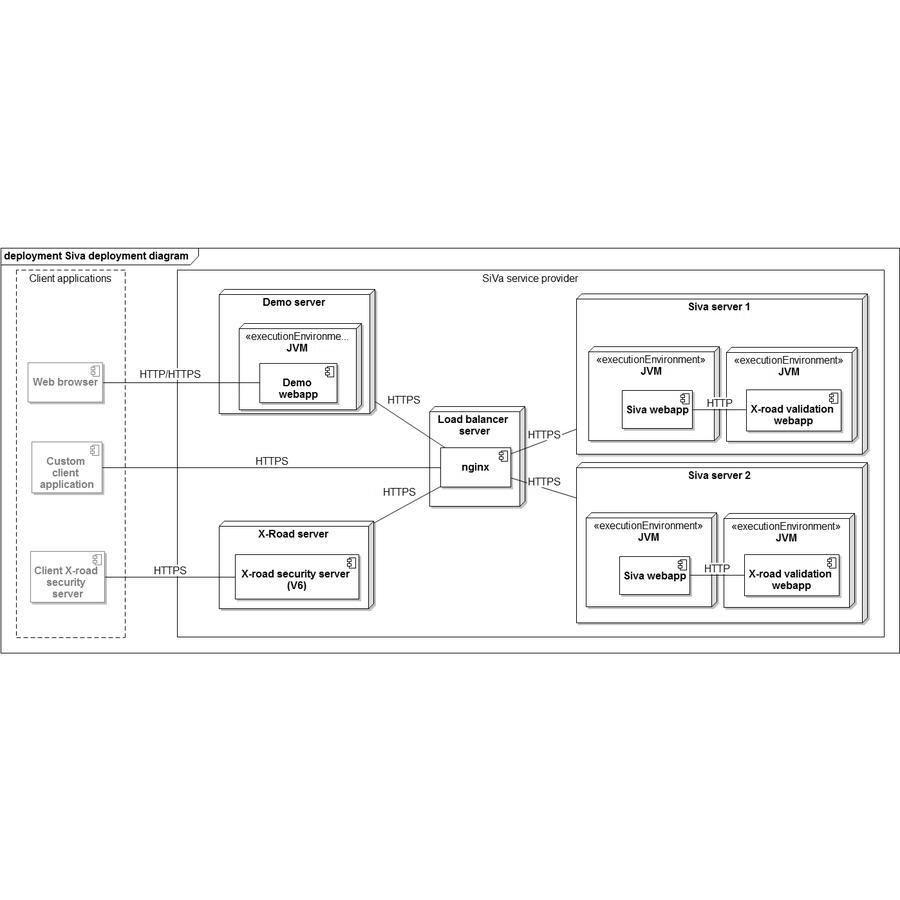 deployment Siva deployment diagram
Client applications
SiVa service provider
Web browser
Custom
client
application
Client X-road
security
server
HTTP/HTTPS
HTTPS
HTTPS
Demo server
«executionEnvironme...
JVM
Demo
webapp
HTTPS
X-Road server
X-road security server
(V6)
HTTPS
Load balancer
server
nginx
HTTPS
HTTPS
Siva server 1
«executionEnvironment»
JVM
Siva webapp
HTTP
«executionEnvironment»
JVM
X-road validation
webapp
Siva server 2
«executionEnvironment»
JVM
Siva webapp
HTTP
«executionEnvironment»
JVM
X-road validation
webapp